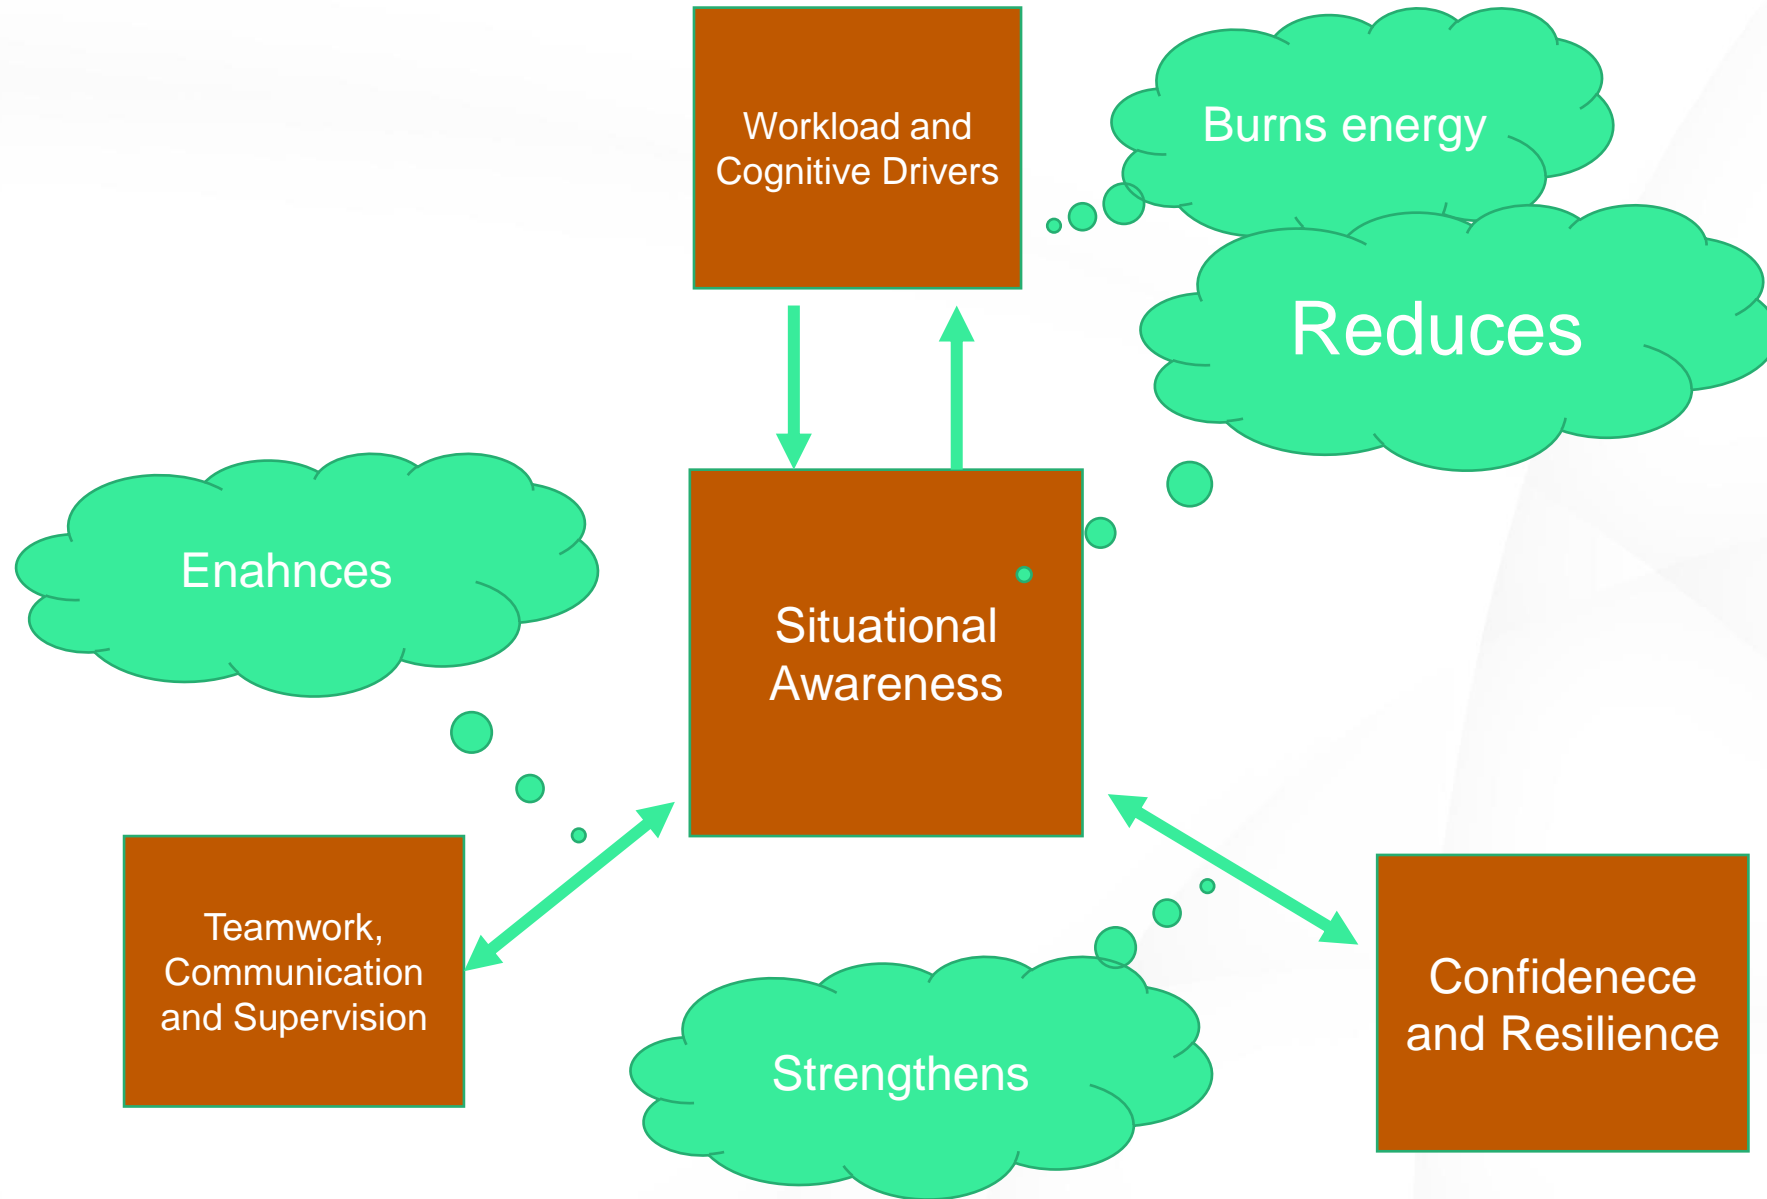 Workload and
Cognitive Drivers
Burns energy
Reduces
Enahnces
Situational
Awareness
Teamwork,
Communication
and Supervision
Strengthens
Confidenece
and Resilience